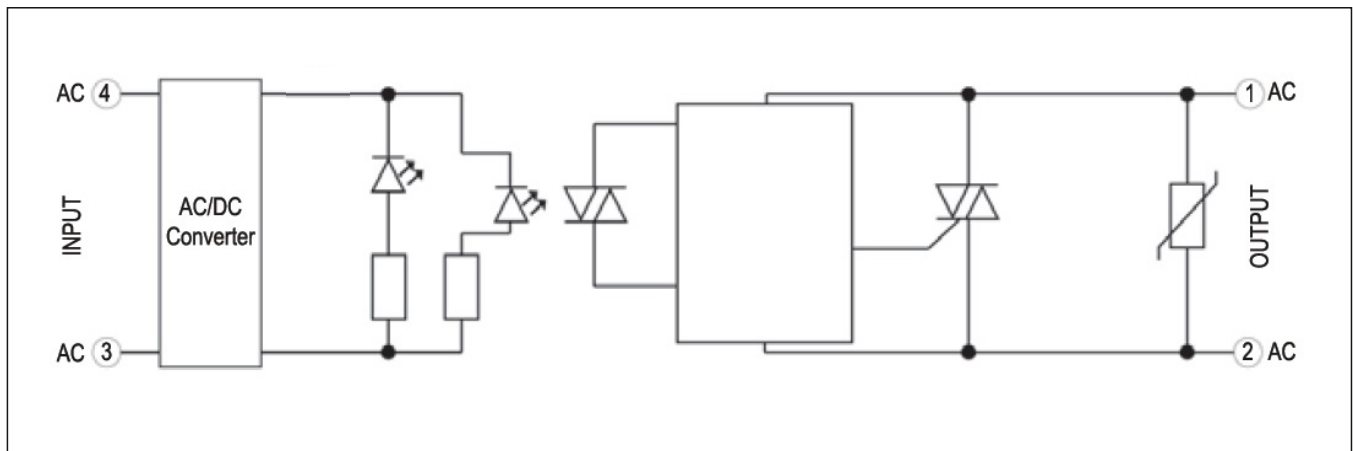 AC 4
1 AC
INPUT
AC/DC
Converter
OUTPUT
AC 3
2 AC